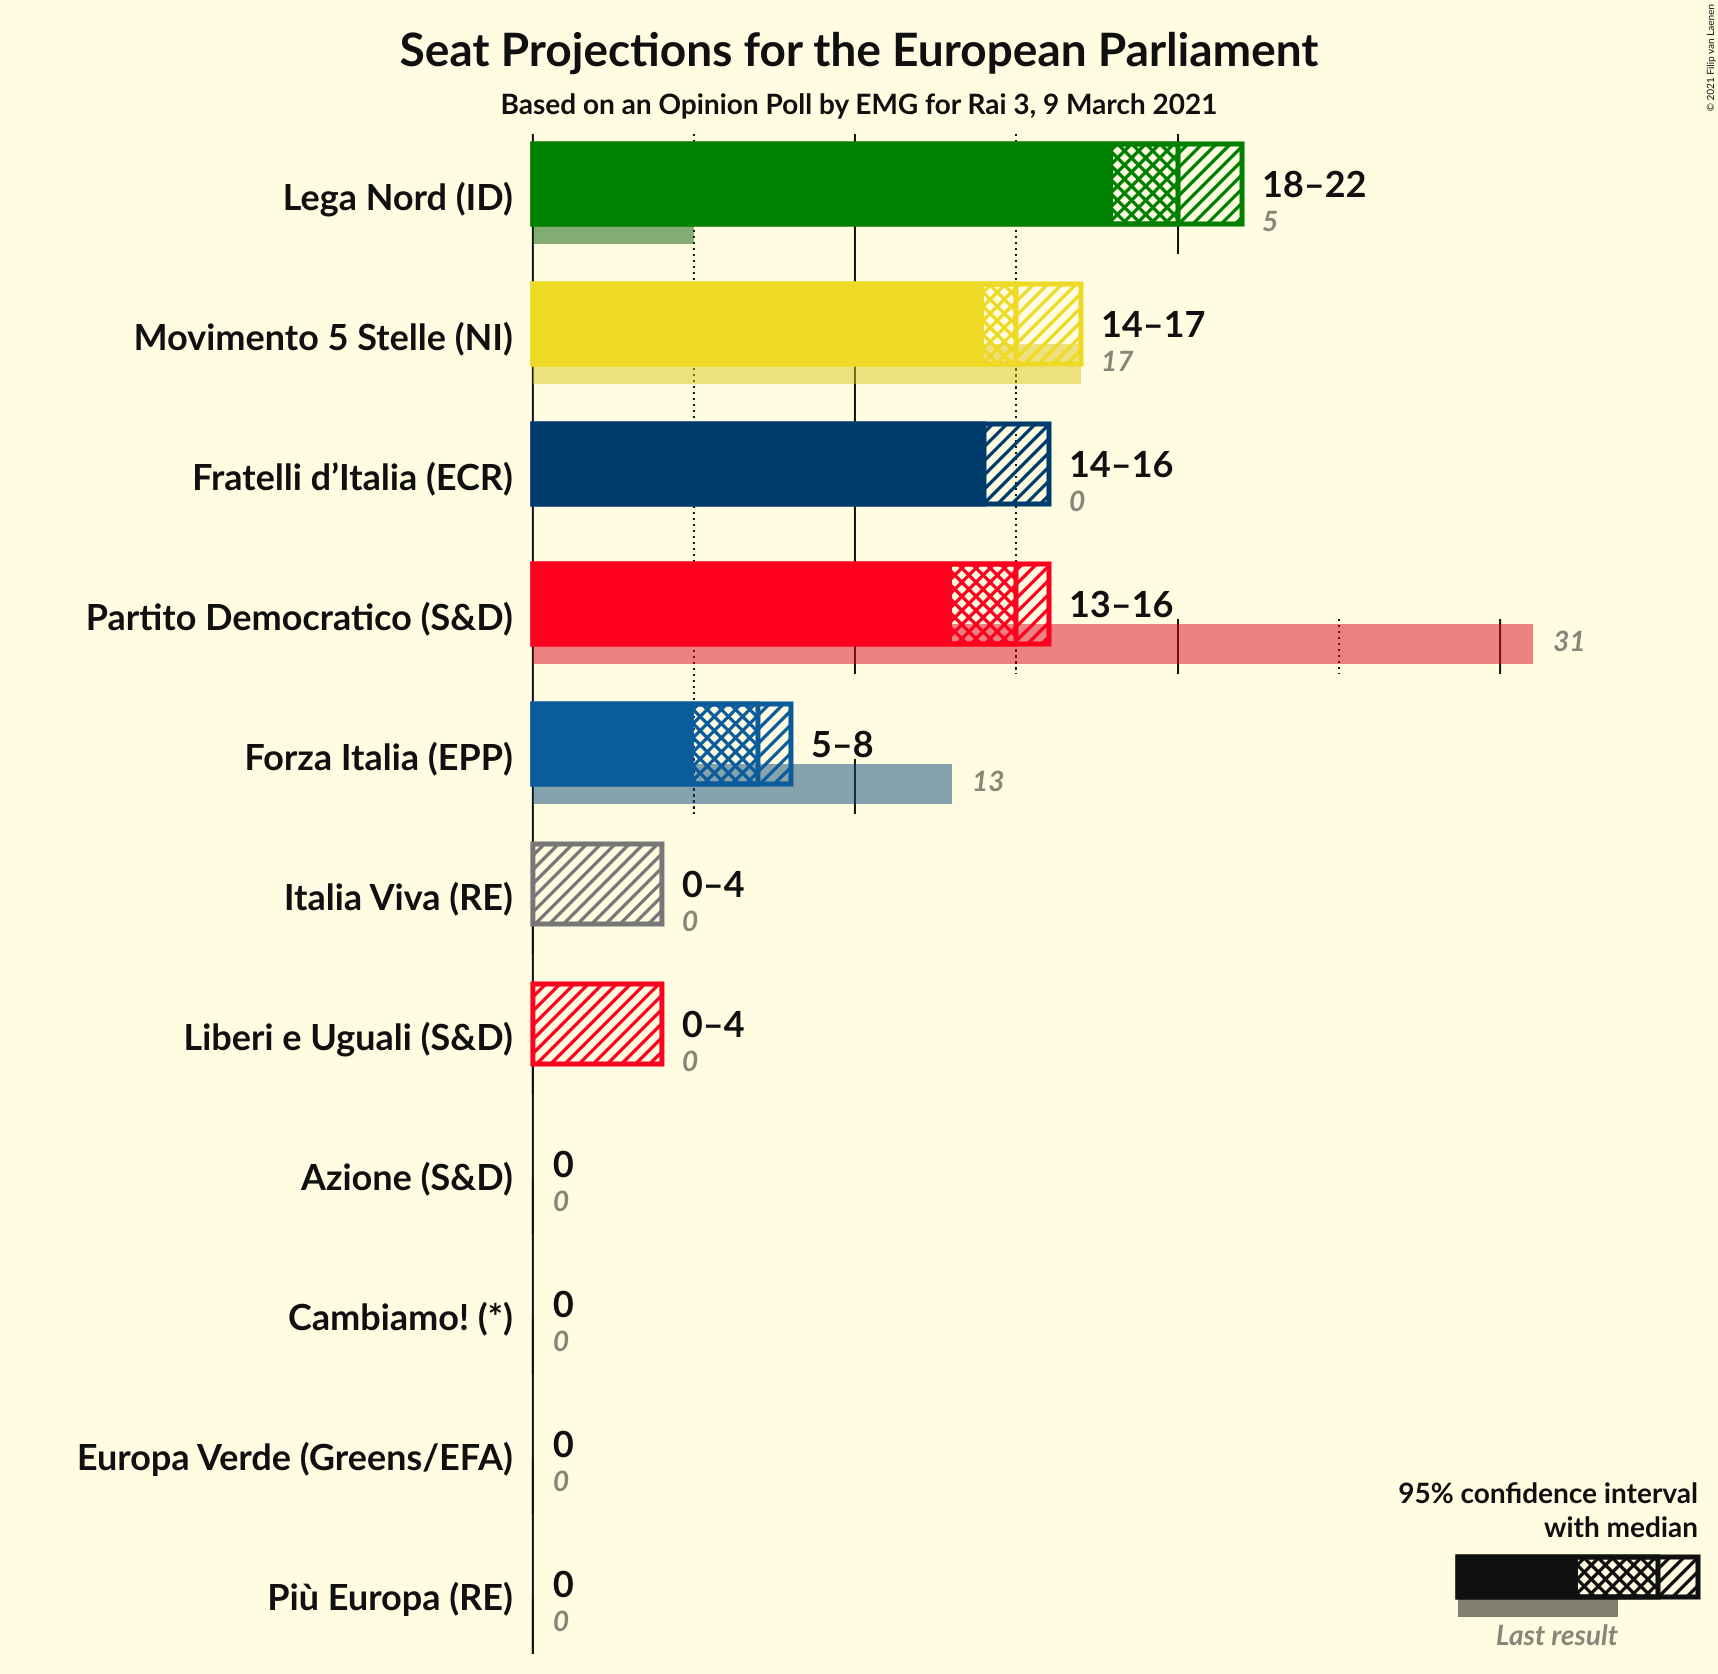 Seat Projections for the European Parliament
Based on an Opinion Poll by EMG for Rai 3, 9 March 2021
© 2021 Filip van Laenen
Lega Nord (ID)
18–22
5
Movimento 5 Stelle (NI)
14–17
17
Fratelli d’Italia (ECR)
14–16
0
Partito Democratico (S&D)
13–16
31
Forza Italia (EPP)
5–8
13
Italia Viva (RE)
0–4
0
Liberi e Uguali (S&D)
0–4
0
Azione (S&D)
0
0
Cambiamo! (*)
0
0
Europa Verde (Greens/EFA)
0
0
Più Europa (RE)
0
0
95% confidence interval
with median
Last result